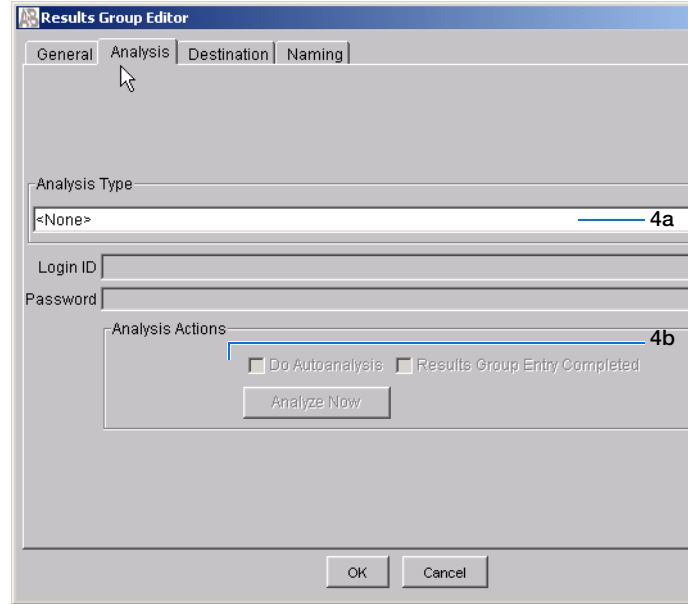 AB Results Group Editor
General Analysis Destination Naming
Analysis Type
<None> 4a
Login ID
Password
Analysis Actions
4b
Do Autoanalysis Results Group Entry Completed
Analyze Now
OK Cancel